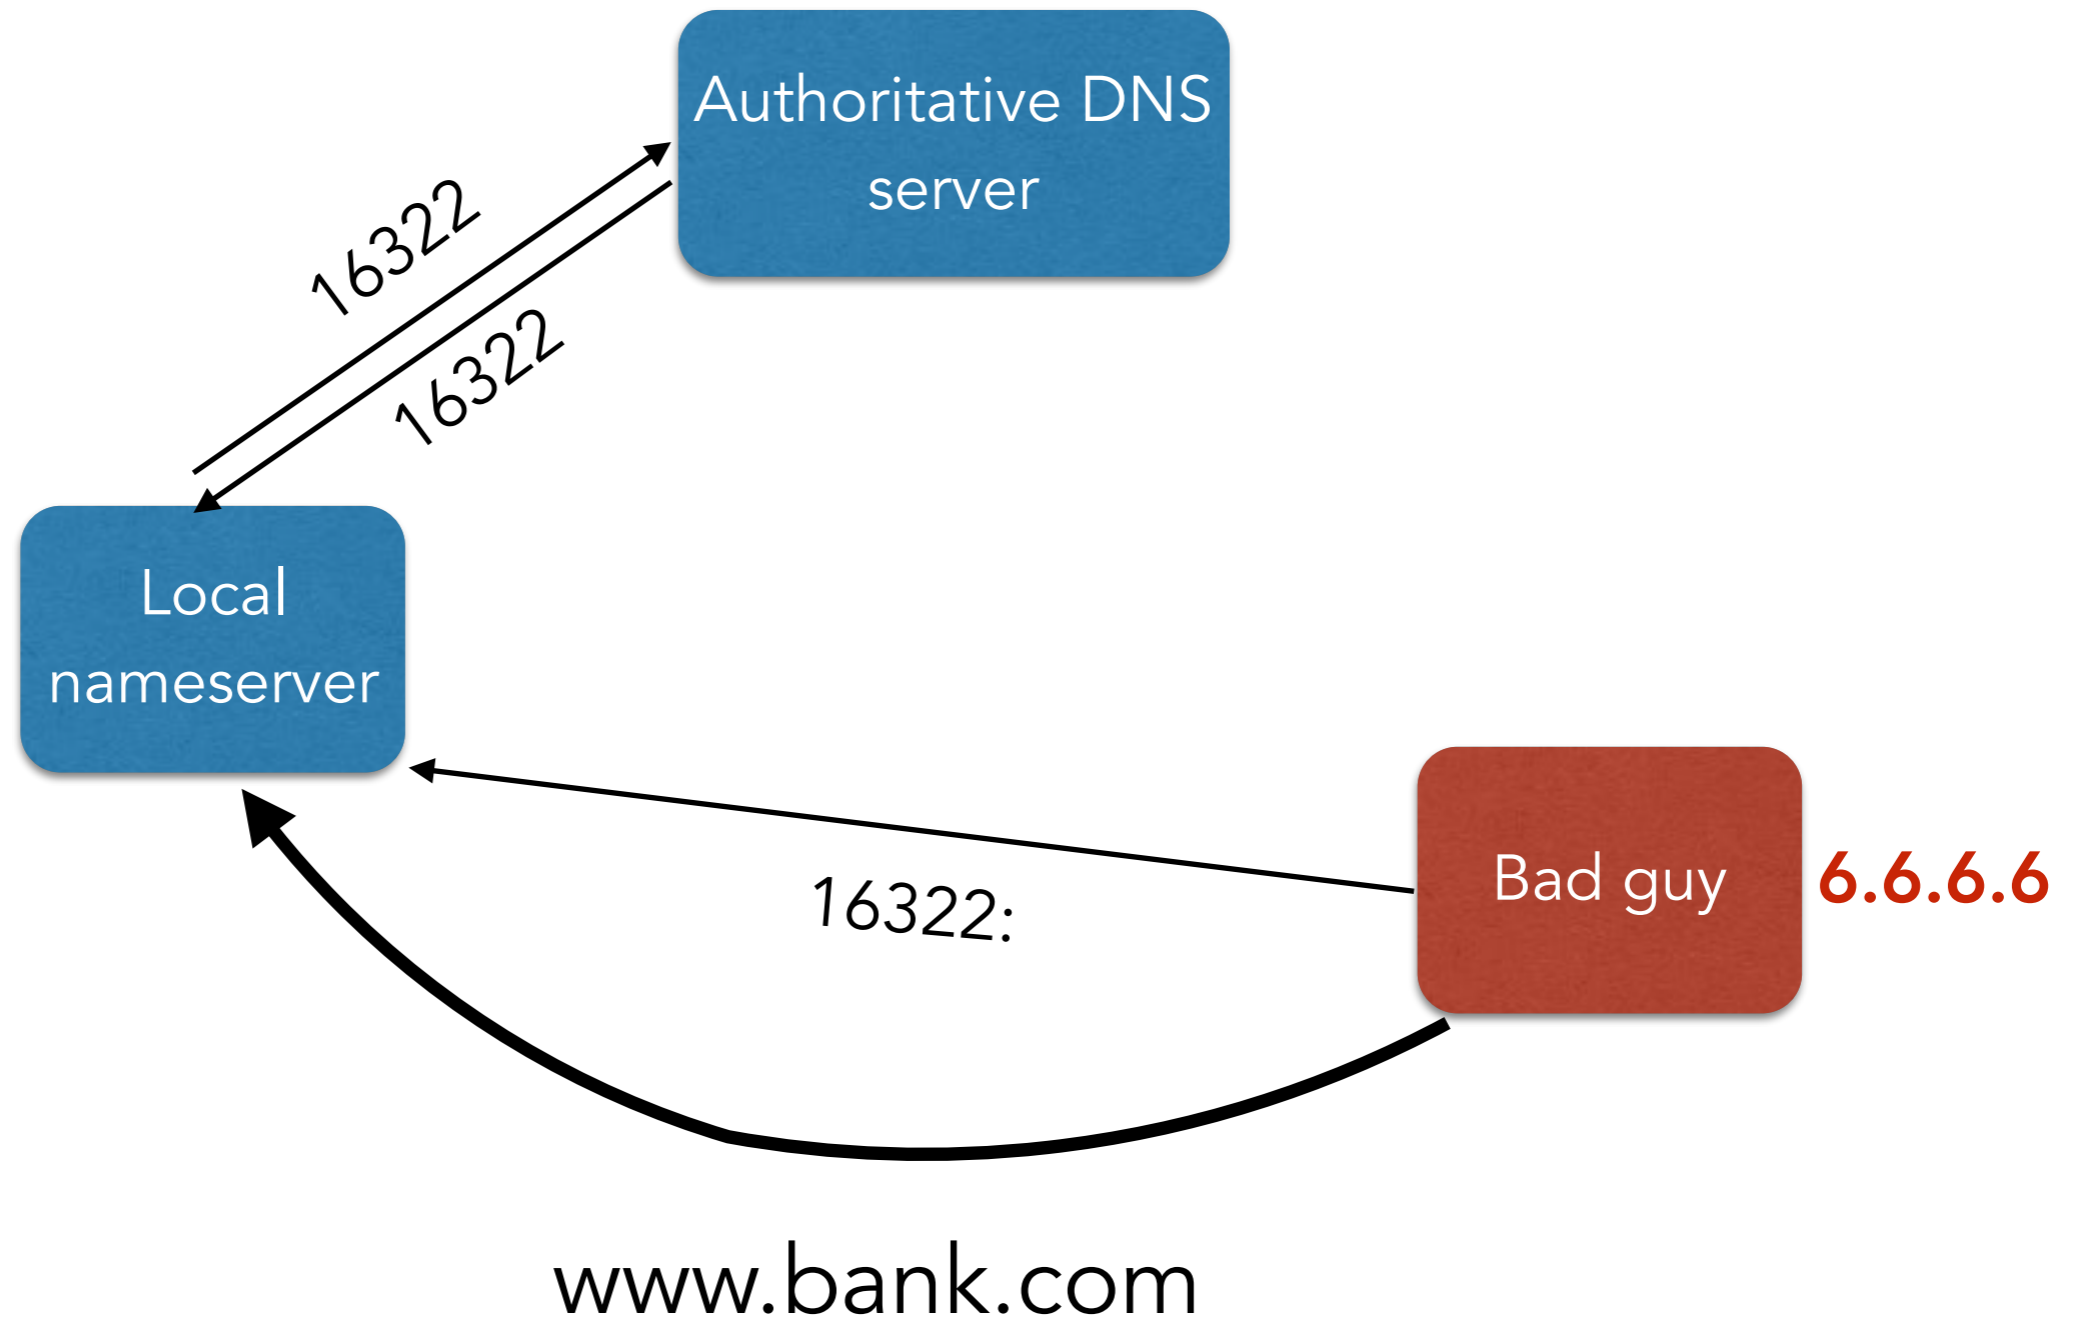 Authoritative DNS
server
16322
16322
Local
nameserver
16322:
Bad guy
6.6.6.6
www.bank.com